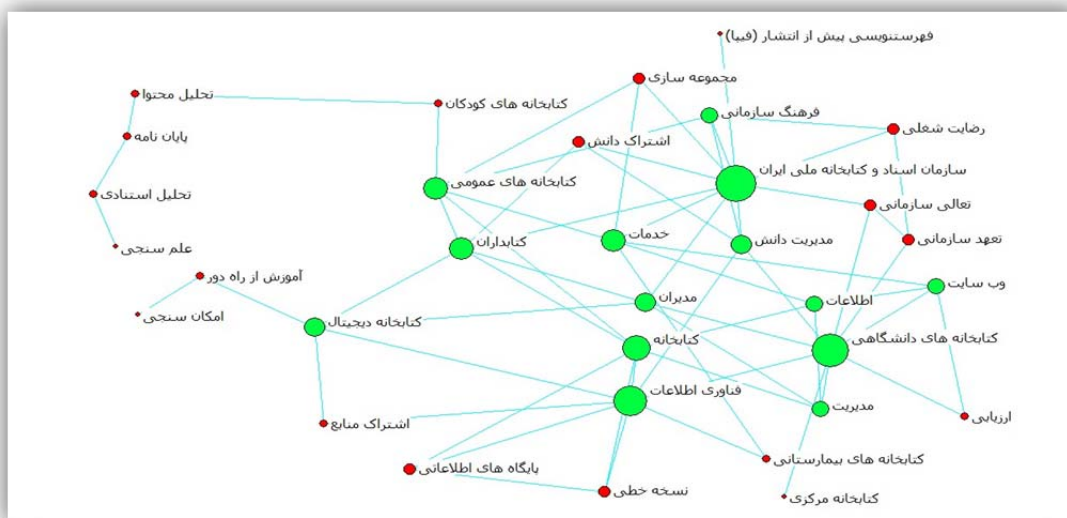 فهرستنویسی پیش از انتشار (فیپا)
مجموعه سازی
تحلیل محتوا
کتابخانه های کودکان
فرهنگ سازمانی
رضایت شغلی
پایان نامه
اشتراک دانش
سازمان اسناد و کتابخانه ملی ایران
کتابخانه های عمومی
تحلیل استنادی
تعالی سازمانی
خدمات
تعهد سازمانی
مدیریت دانش
کتابداران
علم سنجی
آموزش از راه دور
وب سایت
اطلاعات
مدیران
امکان سنجی
کتابخانه دیجیتال
کتابخانه های دانشگاهی
کتابخانه
فناوری اطلاعات
مدیریت
ارزیابی
اشتراک منابع
کتابخانه های بیمارستانی
پایگاه های اطلاعاتی
نسخه خطی
کتابخانه مرکزی